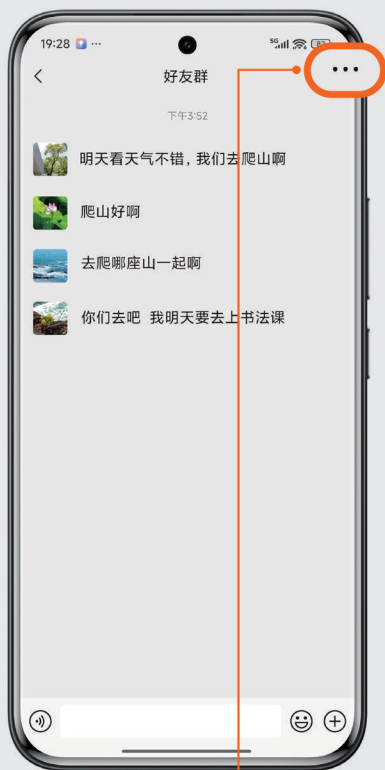 19:28 ...
5G 82
好友群
下午3:52
明天看天气不错，我们去爬山啊
爬山好啊
去爬哪座山一起啊
你们去吧 我明天要去上书法课